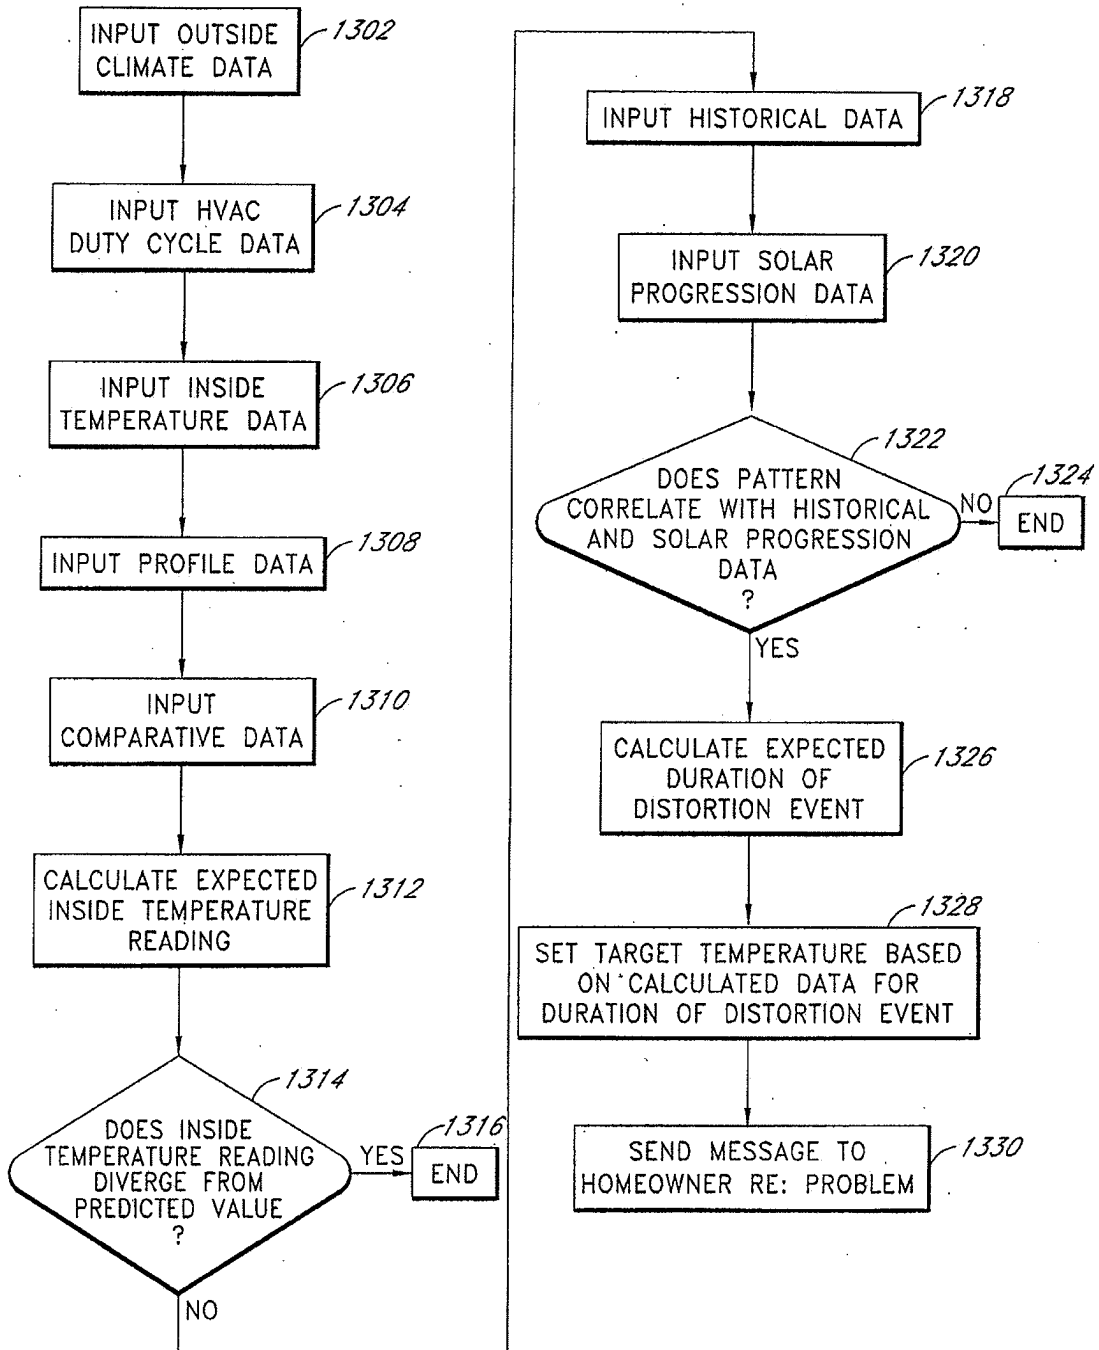 INPUT OUTSIDE
CLIMATE DATA
1302
INPUT HVAC
DUTY CYCLE DATA
1304
INPUT INSIDE
TEMPERATURE DATA
1306
INPUT PROFILE DATA
1308
INPUT
COMPARATIVE DATA
1310
CALCULATE EXPECTED
INSIDE TEMPERATURE
READING
1312
DOES INSIDE
TEMPERATURE READING
DIVERGE FROM
PREDICTED VALUE
?
1314
YES
1316
END
NO
INPUT HISTORICAL DATA
1318
INPUT SOLAR
PROGRESSION DATA
1320
DOES PATTERN
CORRELATE WITH HISTORICAL
AND SOLAR PROGRESSION
DATA
?
1322
NO
1324
END
YES
CALCULATE EXPECTED
DURATION OF
DISTORTION EVENT
1326
SET TARGET TEMPERATURE BASED
ON CALCULATED DATA FOR
DURATION OF DISTORTION EVENT
1328
SEND MESSAGE TO
HOMEOWNER RE: PROBLEM
1330